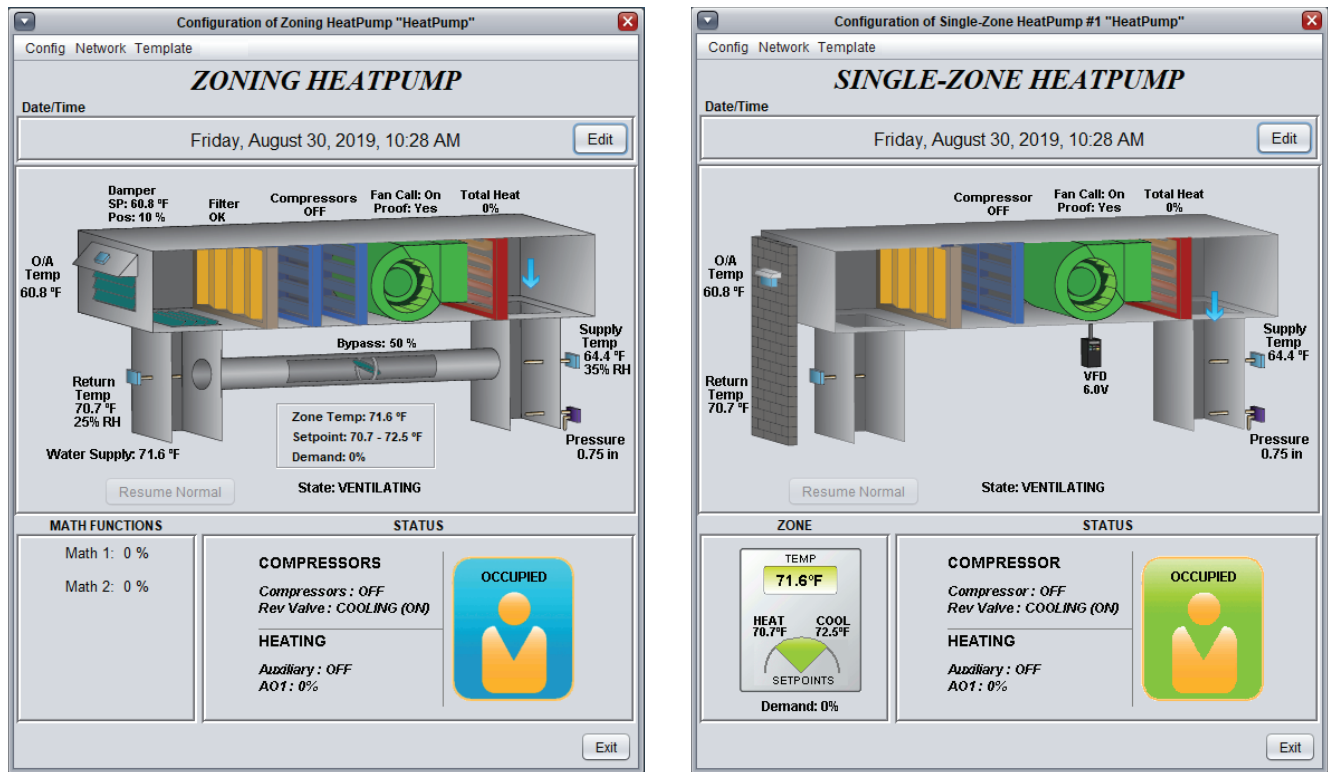 Configuration of Zoning HeatPump "HeatPump"
Config Network Template
ZONING HEATPUMP
Date/Time
Friday, August 30, 2019, 10:28 AM
Edit
Damper
SP: 60.8 °F
Pos: 10 %
Filter
OK
Compressors
OFF
Fan Call: On
Proof: Yes
Total Heat
0%
O/A
Temp
60.8 °F
Bypass: 50 %
Supply
Temp
64.4 °F
35% RH
Return
Temp
70.7 °F
25% RH
Zone Temp: 71.6 °F
Setpoint: 70.7 - 72.5 °F
Demand: 0%
Pressure
0.75 in
Water Supply: 71.6 °F
Resume Normal
State: VENTILATING
MATH FUNCTIONS
Math 1: 0 %
Math 2: 0 %
STATUS
COMPRESSORS
Compressors : OFF
Rev Valve : COOLING (ON)
HEATING
Auxiliary : OFF
AO1 : 0%
OCCUPIED
Exit
Configuration of Single-Zone HeatPump #1 "HeatPump"
Config Network Template
SINGLE-ZONE HEATPUMP
Date/Time
Friday, August 30, 2019, 10:28 AM
Edit
Compressor
OFF
Fan Call: On
Proof: Yes
Total Heat
0%
O/A
Temp
60.8 °F
Supply
Temp
64.4 °F
Return
Temp
70.7 °F
VFD
6.0V
Pressure
0.75 in
Resume Normal
State: VENTILATING
ZONE
TEMP
71.6°F
HEAT
70.7°F
COOL
72.5°F
SETPOINTS
Demand: 0%
STATUS
COMPRESSOR
Compressor : OFF
Rev Valve : COOLING (ON)
HEATING
Auxiliary : OFF
AO1 : 0%
OCCUPIED
Exit